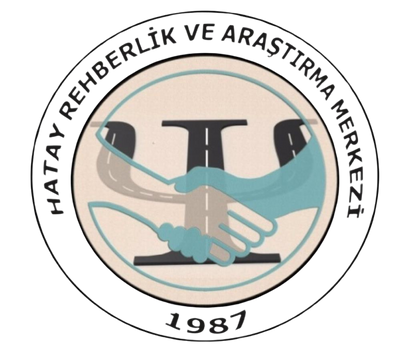 HATAY REHBERLİK VE ARAŞTIRMA MERKEZİ
1987